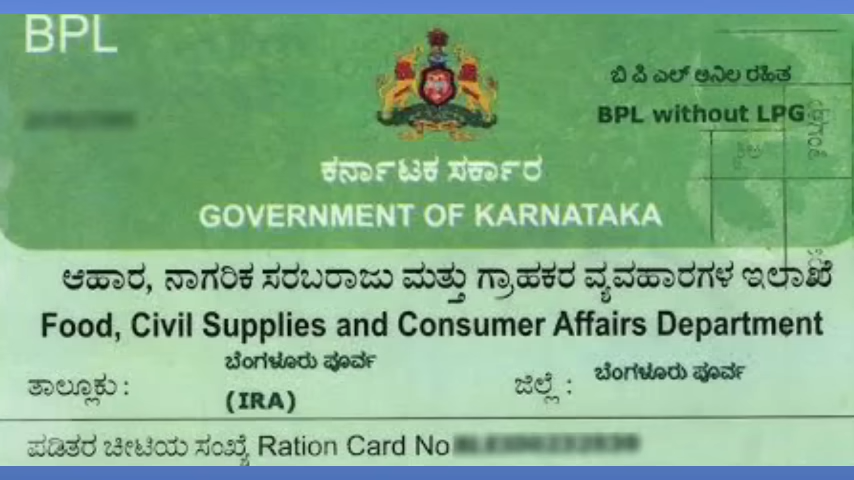 BPL
ಬಿ ಪಿ ಎಲ್ ಅನಿಲ ರಹಿತ
BPL without LPG
ಕರ್ನಾಟಕ ಸರ್ಕಾರ
GOVERNMENT OF KARNATAKA
ಆಹಾರ, ನಾಗರಿಕ ಸರಬರಾಜು ಮತ್ತು ಗ್ರಾಹಕರ ವ್ಯವಹಾರಗಳ ಇಲಾಖೆ
Food, Civil Supplies and Consumer Affairs Department
ತಾಲ್ಲೂಕು : ಬೆಂಗಳೂರು ಪೂರ್ವ (IRA) ಜಿಲ್ಲೆ : ಬೆಂಗಳೂರು ಪೂರ್ವ
ಪಡಿತರ ಚೀಟಿಯ ಸಂಖ್ಯೆ Ration Card No